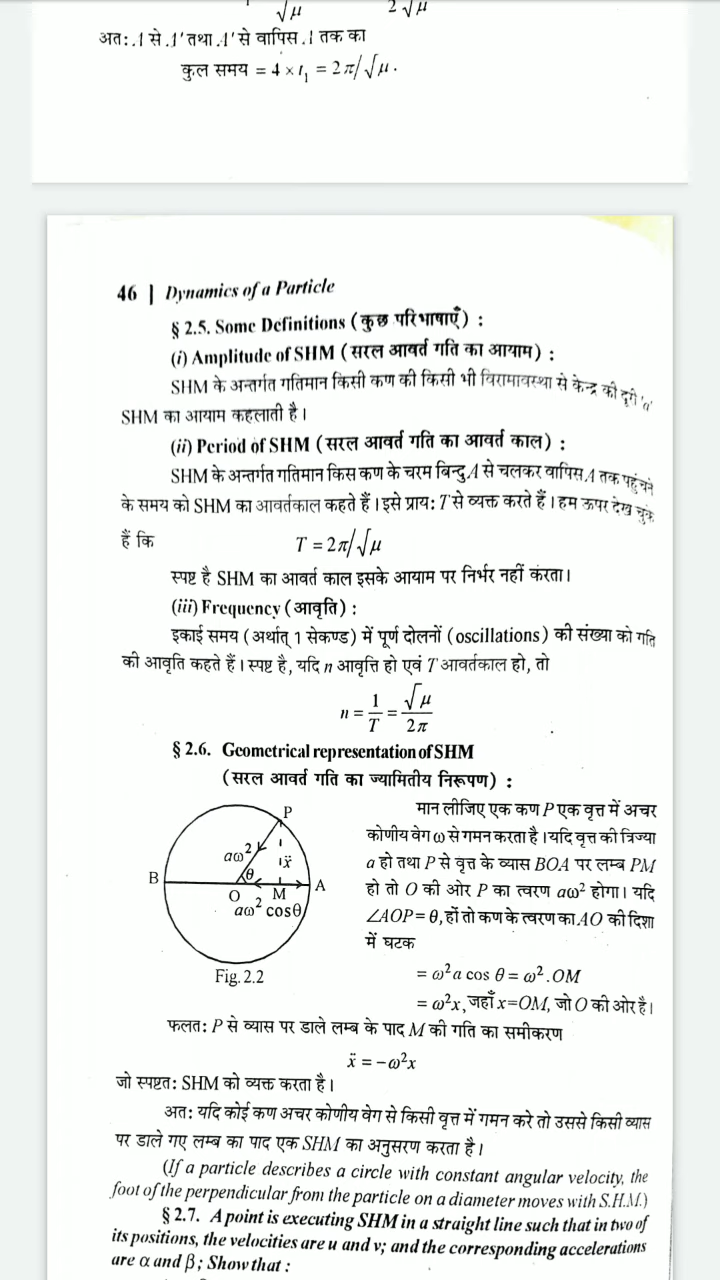 √μ 2√μ
अतः A से A′ तथा A′ से वापिस A तक का
कुल समय = 4 × t₁ = 2π/√μ.
46 | Dynamics of a Particle
§ 2.5. Some Definitions (कुछ परिभाषाएँ) :
(i) Amplitude of SHM (सरल आवर्त गति का आयाम) :
SHM के अन्तर्गत गतिमान किसी कण की किसी भी विरामावस्था से केन्द्र की दूरी 'a'
SHM का आयाम कहलाती है।
(ii) Period of SHM (सरल आवर्त गति का आवर्त काल) :
SHM के अन्तर्गत गतिमान किस कण के चरम बिन्दु A से चलकर वापिस A तक पहुंचने
के समय को SHM का आवर्तकाल कहते हैं। इसे प्राय: T से व्यक्त करते हैं। हम ऊपर देख चुके
हैं कि T = 2π/√μ
स्पष्ट है SHM का आवर्त काल इसके आयाम पर निर्भर नहीं करता।
(iii) Frequency (आवृति) :
इकाई समय (अर्थात् 1 सेकण्ड) में पूर्ण दोलनों (oscillations) की संख्या को गति
की आवृति कहते हैं। स्पष्ट है, यदि n आवृत्ति हो एवं T आवर्तकाल हो, तो
n = 1/T = √μ/2π
§ 2.6. Geometrical representation of SHM
(सरल आवर्त गति का ज्यामितीय निरूपण) :
P
aω²
ẍ
θ
B
O M A
aω² cosθ
Fig. 2.2
मान लीजिए एक कण P एक वृत्त में अचर
कोणीय वेग ω से गमन करता है। यदि वृत्त की त्रिज्या
a हो तथा P से वृत्त के व्यास BOA पर लम्ब PM
हो तो O की ओर P का त्वरण aω² होगा। यदि
∠AOP = θ, हों तो कण के त्वरण का AO की दिशा
में घटक
= ω²a cos θ = ω².OM
= ω²x, जहाँ x=OM, जो O की ओर है।
फलत: P से व्यास पर डाले लम्ब के पाद M की गति का समीकरण
ẍ = −ω²x
जो स्पष्टत: SHM को व्यक्त करता है।
अत: यदि कोई कण अचर कोणीय वेग से किसी वृत्त में गमन करे तो उससे किसी व्यास
पर डाले गए लम्ब का पाद एक SHM का अनुसरण करता है।
(If a particle describes a circle with constant angular velocity, the
foot of the perpendicular from the particle on a diameter moves with S.H.M.)
§ 2.7. A point is executing SHM in a straight line such that in two of
its positions, the velocities are u and v; and the corresponding accelerations
are α and β; Show that :